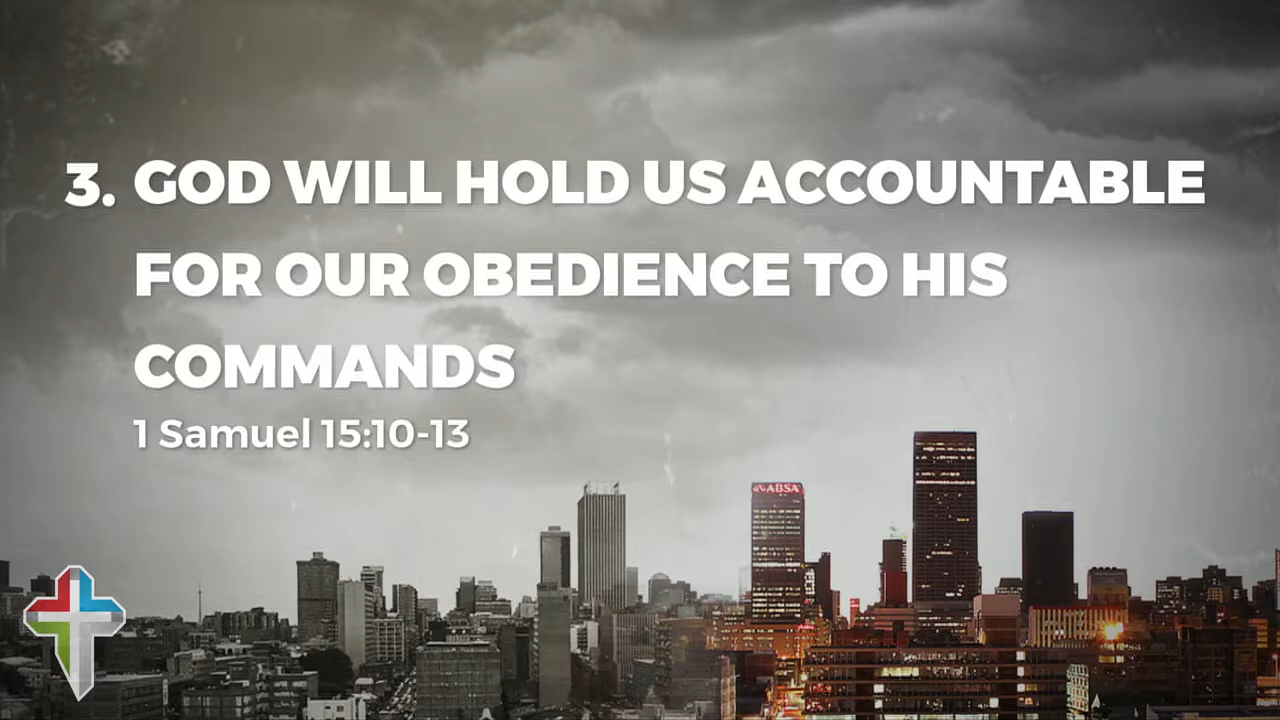 3. GOD WILL HOLD US ACCOUNTABLE
FOR OUR OBEDIENCE TO HIS
COMMANDS
1 Samuel 15:10-13
ABSA